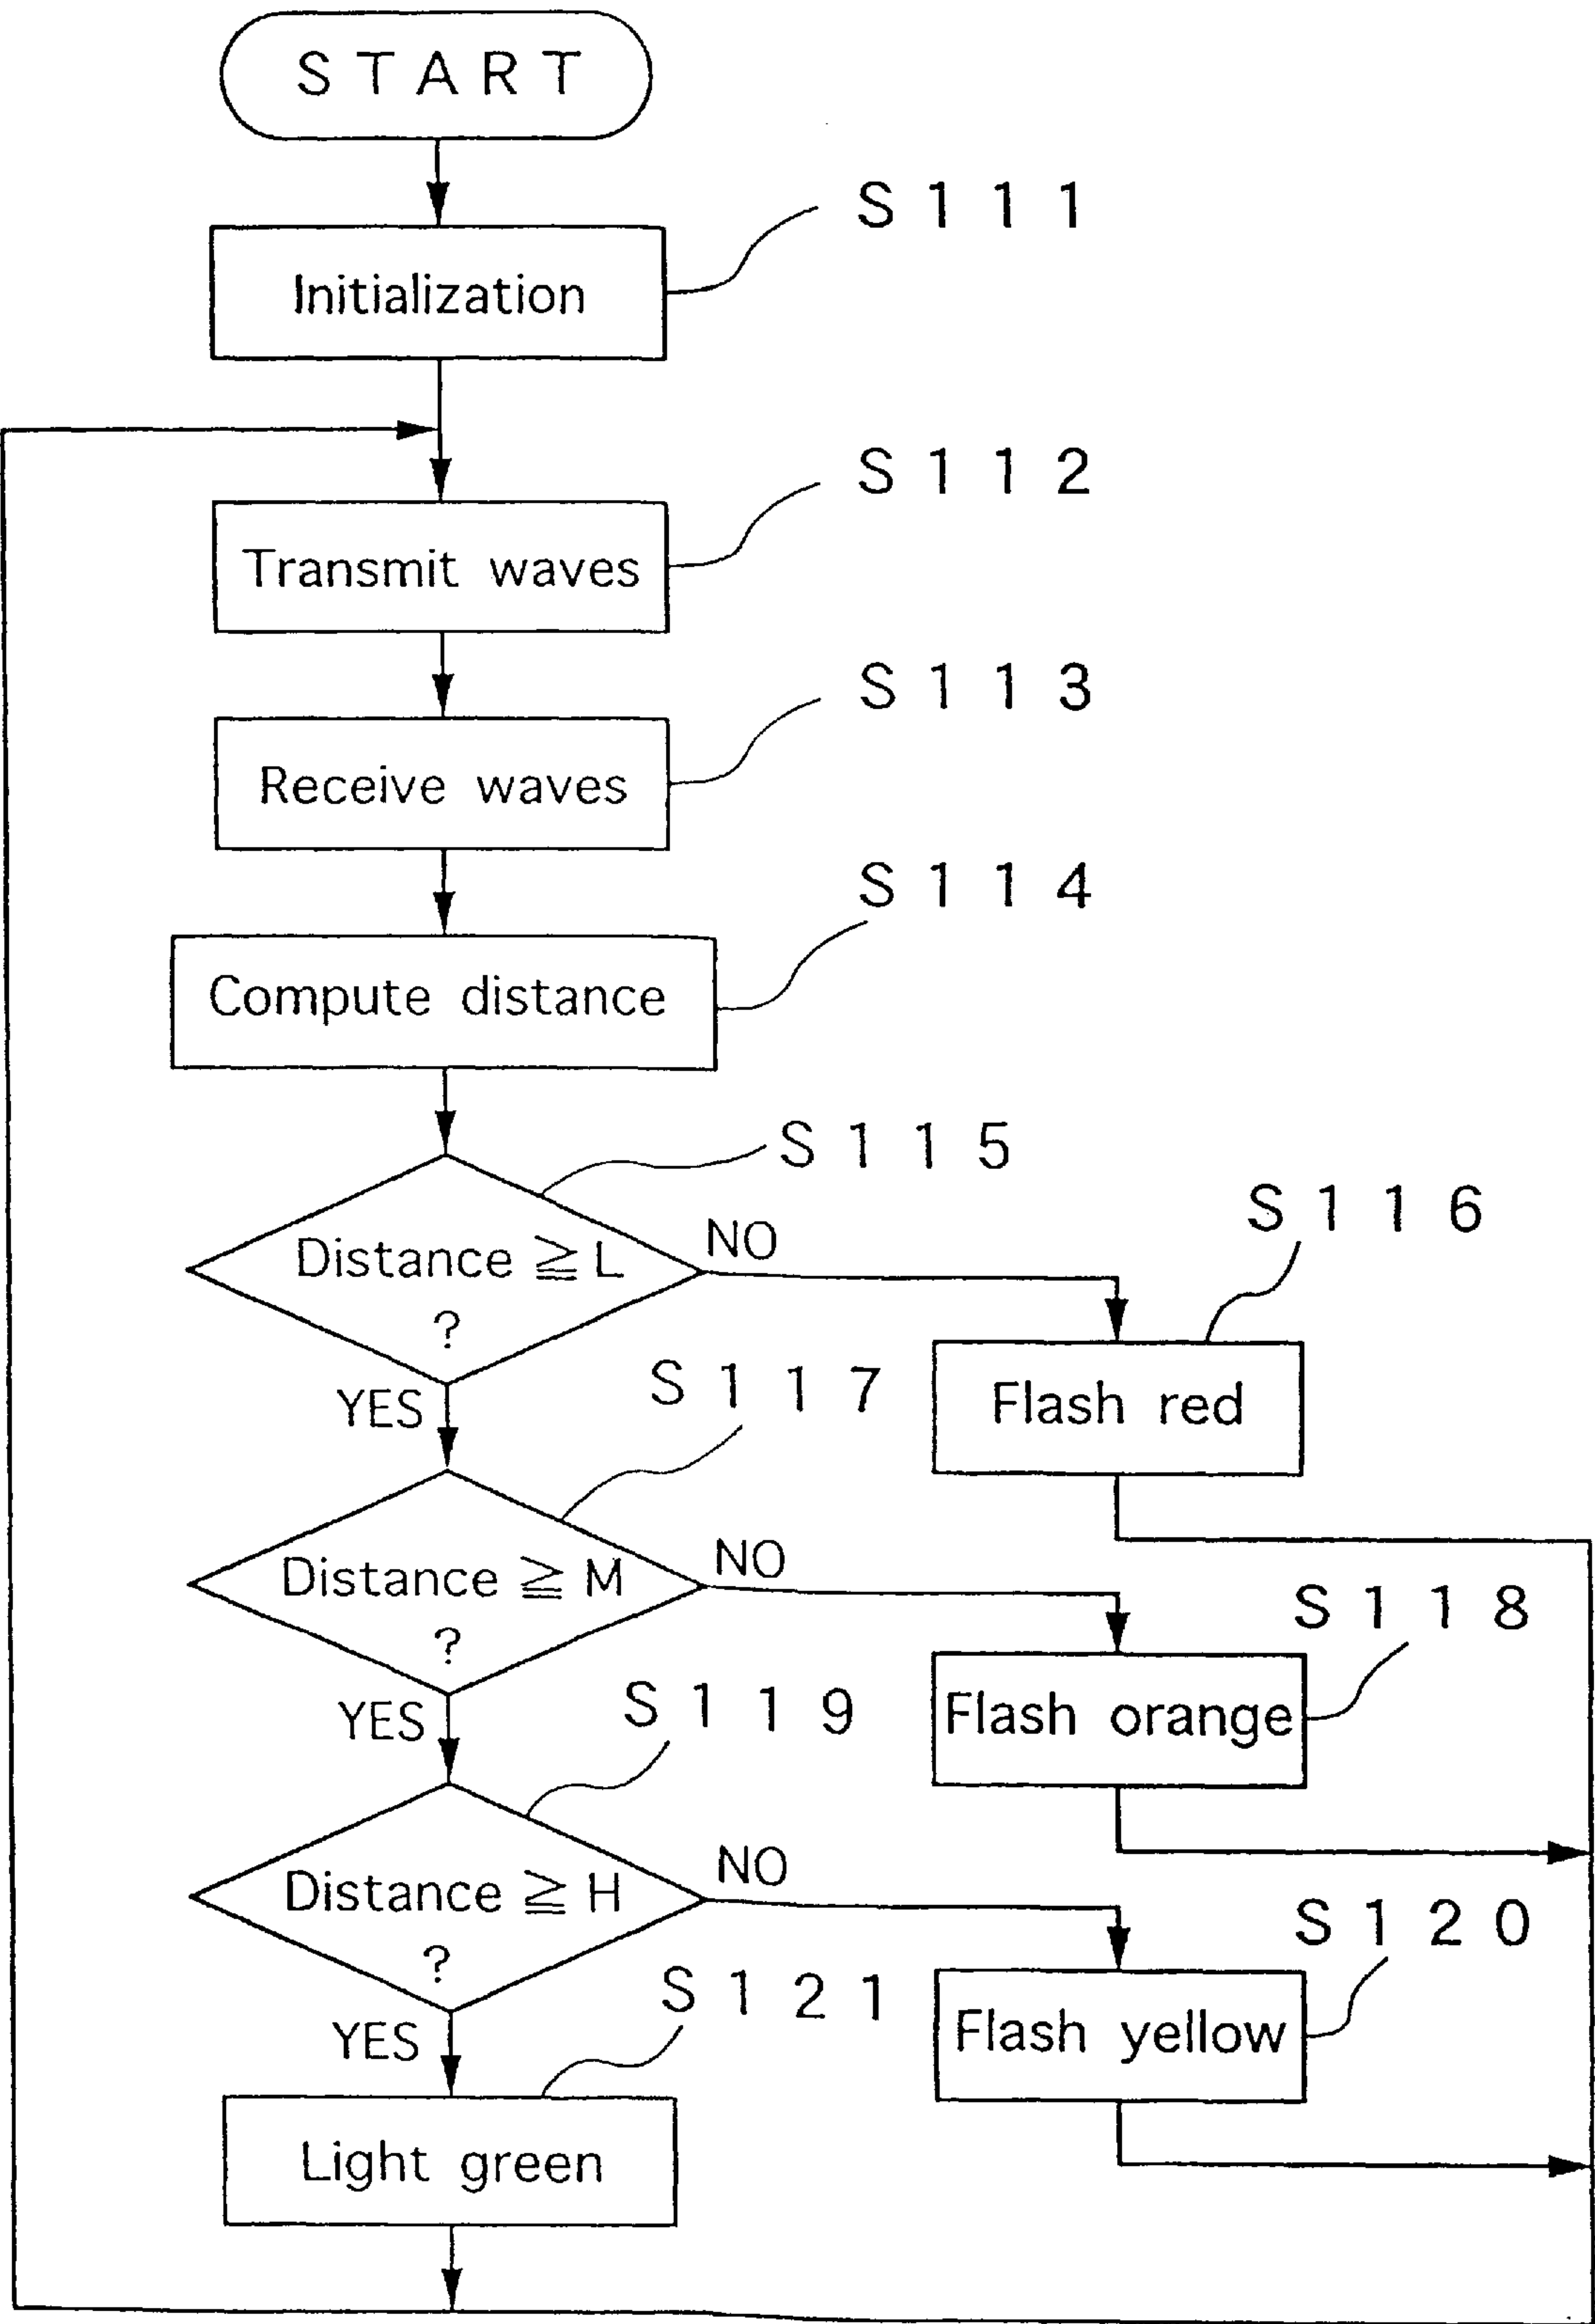 START
S111
Initialization
S112
Transmit waves
S113
Receive waves
S114
Compute distance
S115
Distance ≧ L
?
NO
S116
Flash red
YES
S117
Distance ≧ M
?
NO
S118
Flash orange
YES
S119
Distance ≧ H
?
NO
S120
Flash yellow
YES
S121
Light green